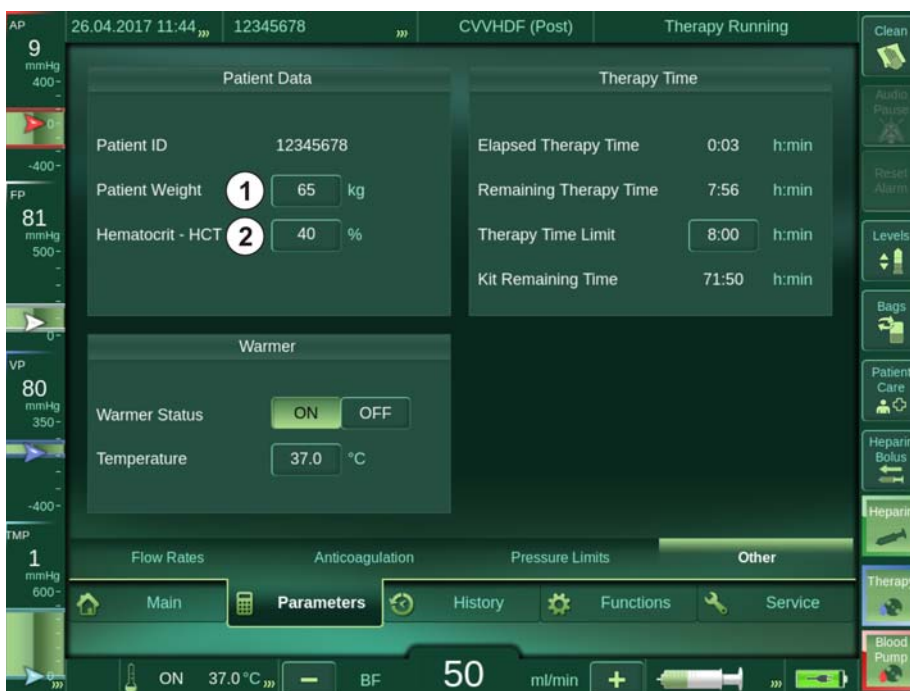 26.04.2017 11:44 12345678 CVVHDF (Post) Therapy Running
AP
9
mmHg
400
0
-400
FP
81
mmHg
500
0
VP
80
mmHg
350
-400
TMP
1
mmHg
600
0
Patient Data
Patient ID 12345678
Patient Weight 1 65 kg
Hematocrit - HCT 2 40 %
Therapy Time
Elapsed Therapy Time 0:03 h:min
Remaining Therapy Time 7:56 h:min
Therapy Time Limit 8:00 h:min
Kit Remaining Time 71:50 h:min
Warmer
Warmer Status ON OFF
Temperature 37.0 °C
Clean
Audio
Pause
Reset
Alarm
Levels
Bags
Patient
Care
Heparin
Bolus
Heparin
Therapy
Blood
Pump
Flow Rates Anticoagulation Pressure Limits Other
Main Parameters History Functions Service
ON 37.0 °C − BF 50 ml/min +